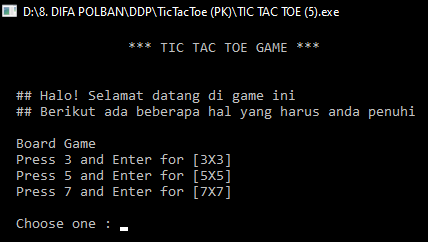 D:\8. DIFA POLBAN\DDP\TicTacToe (PK)\TIC TAC TOE (5).exe
*** TIC TAC TOE GAME ***
## Halo! Selamat datang di game ini
## Berikut ada beberapa hal yang harus anda penuhi
Board Game
Press 3 and Enter for [3X3]
Press 5 and Enter for [5X5]
Press 7 and Enter for [7X7]
Choose one : _